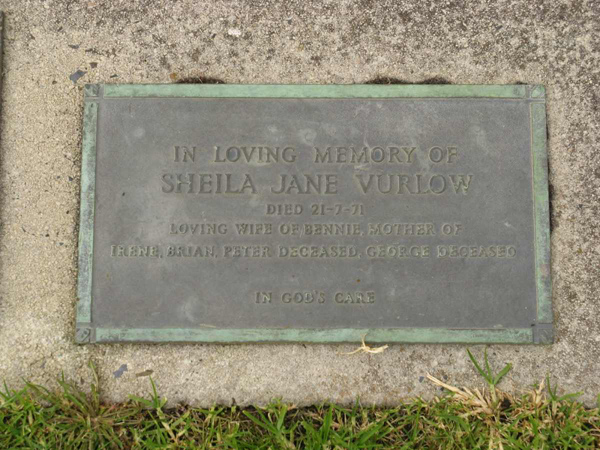 IN LOVING MEMORY OF
SHEILA JANE VURLOW
DIED 21-7-71
LOVING WIFE OF BENNIE, MOTHER OF
IRENE, BRIAN, PETER DECEASED, GEORGE DECEASED
IN GOD'S CARE